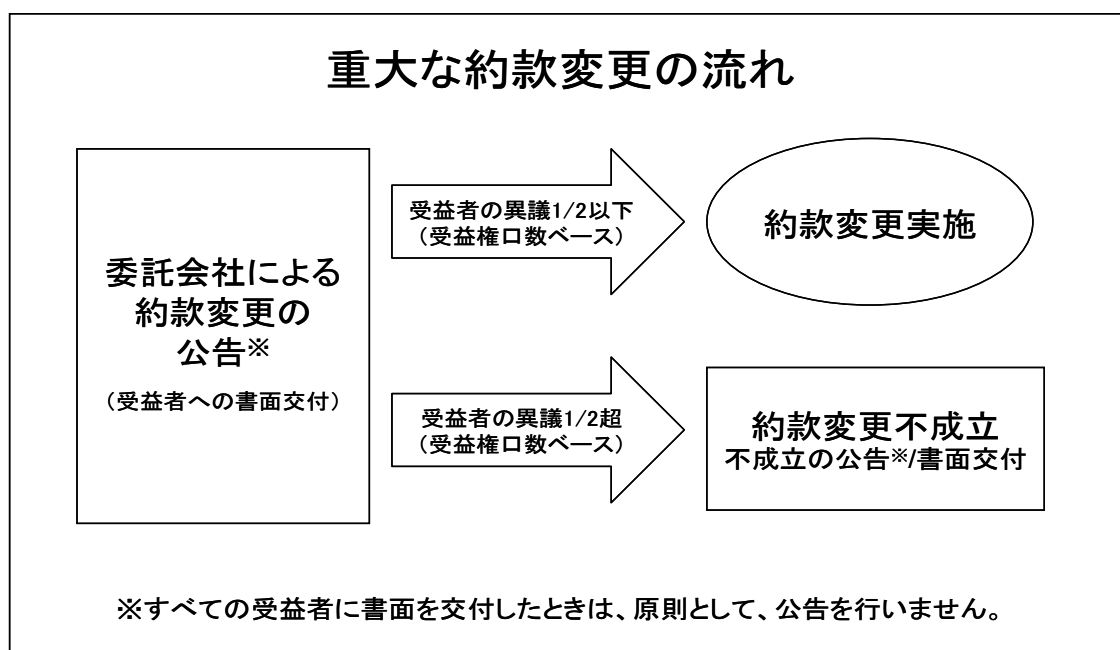 重大な約款変更の流れ
委託会社による
約款変更の
公告※
（受益者への書面交付）
受益者の異議1/2以下
（受益権口数ベース）
約款変更実施
受益者の異議1/2超
（受益権口数ベース）
約款変更不成立
不成立の公告※/書面交付
※すべての受益者に書面を交付したときは、原則として、公告を行いません。